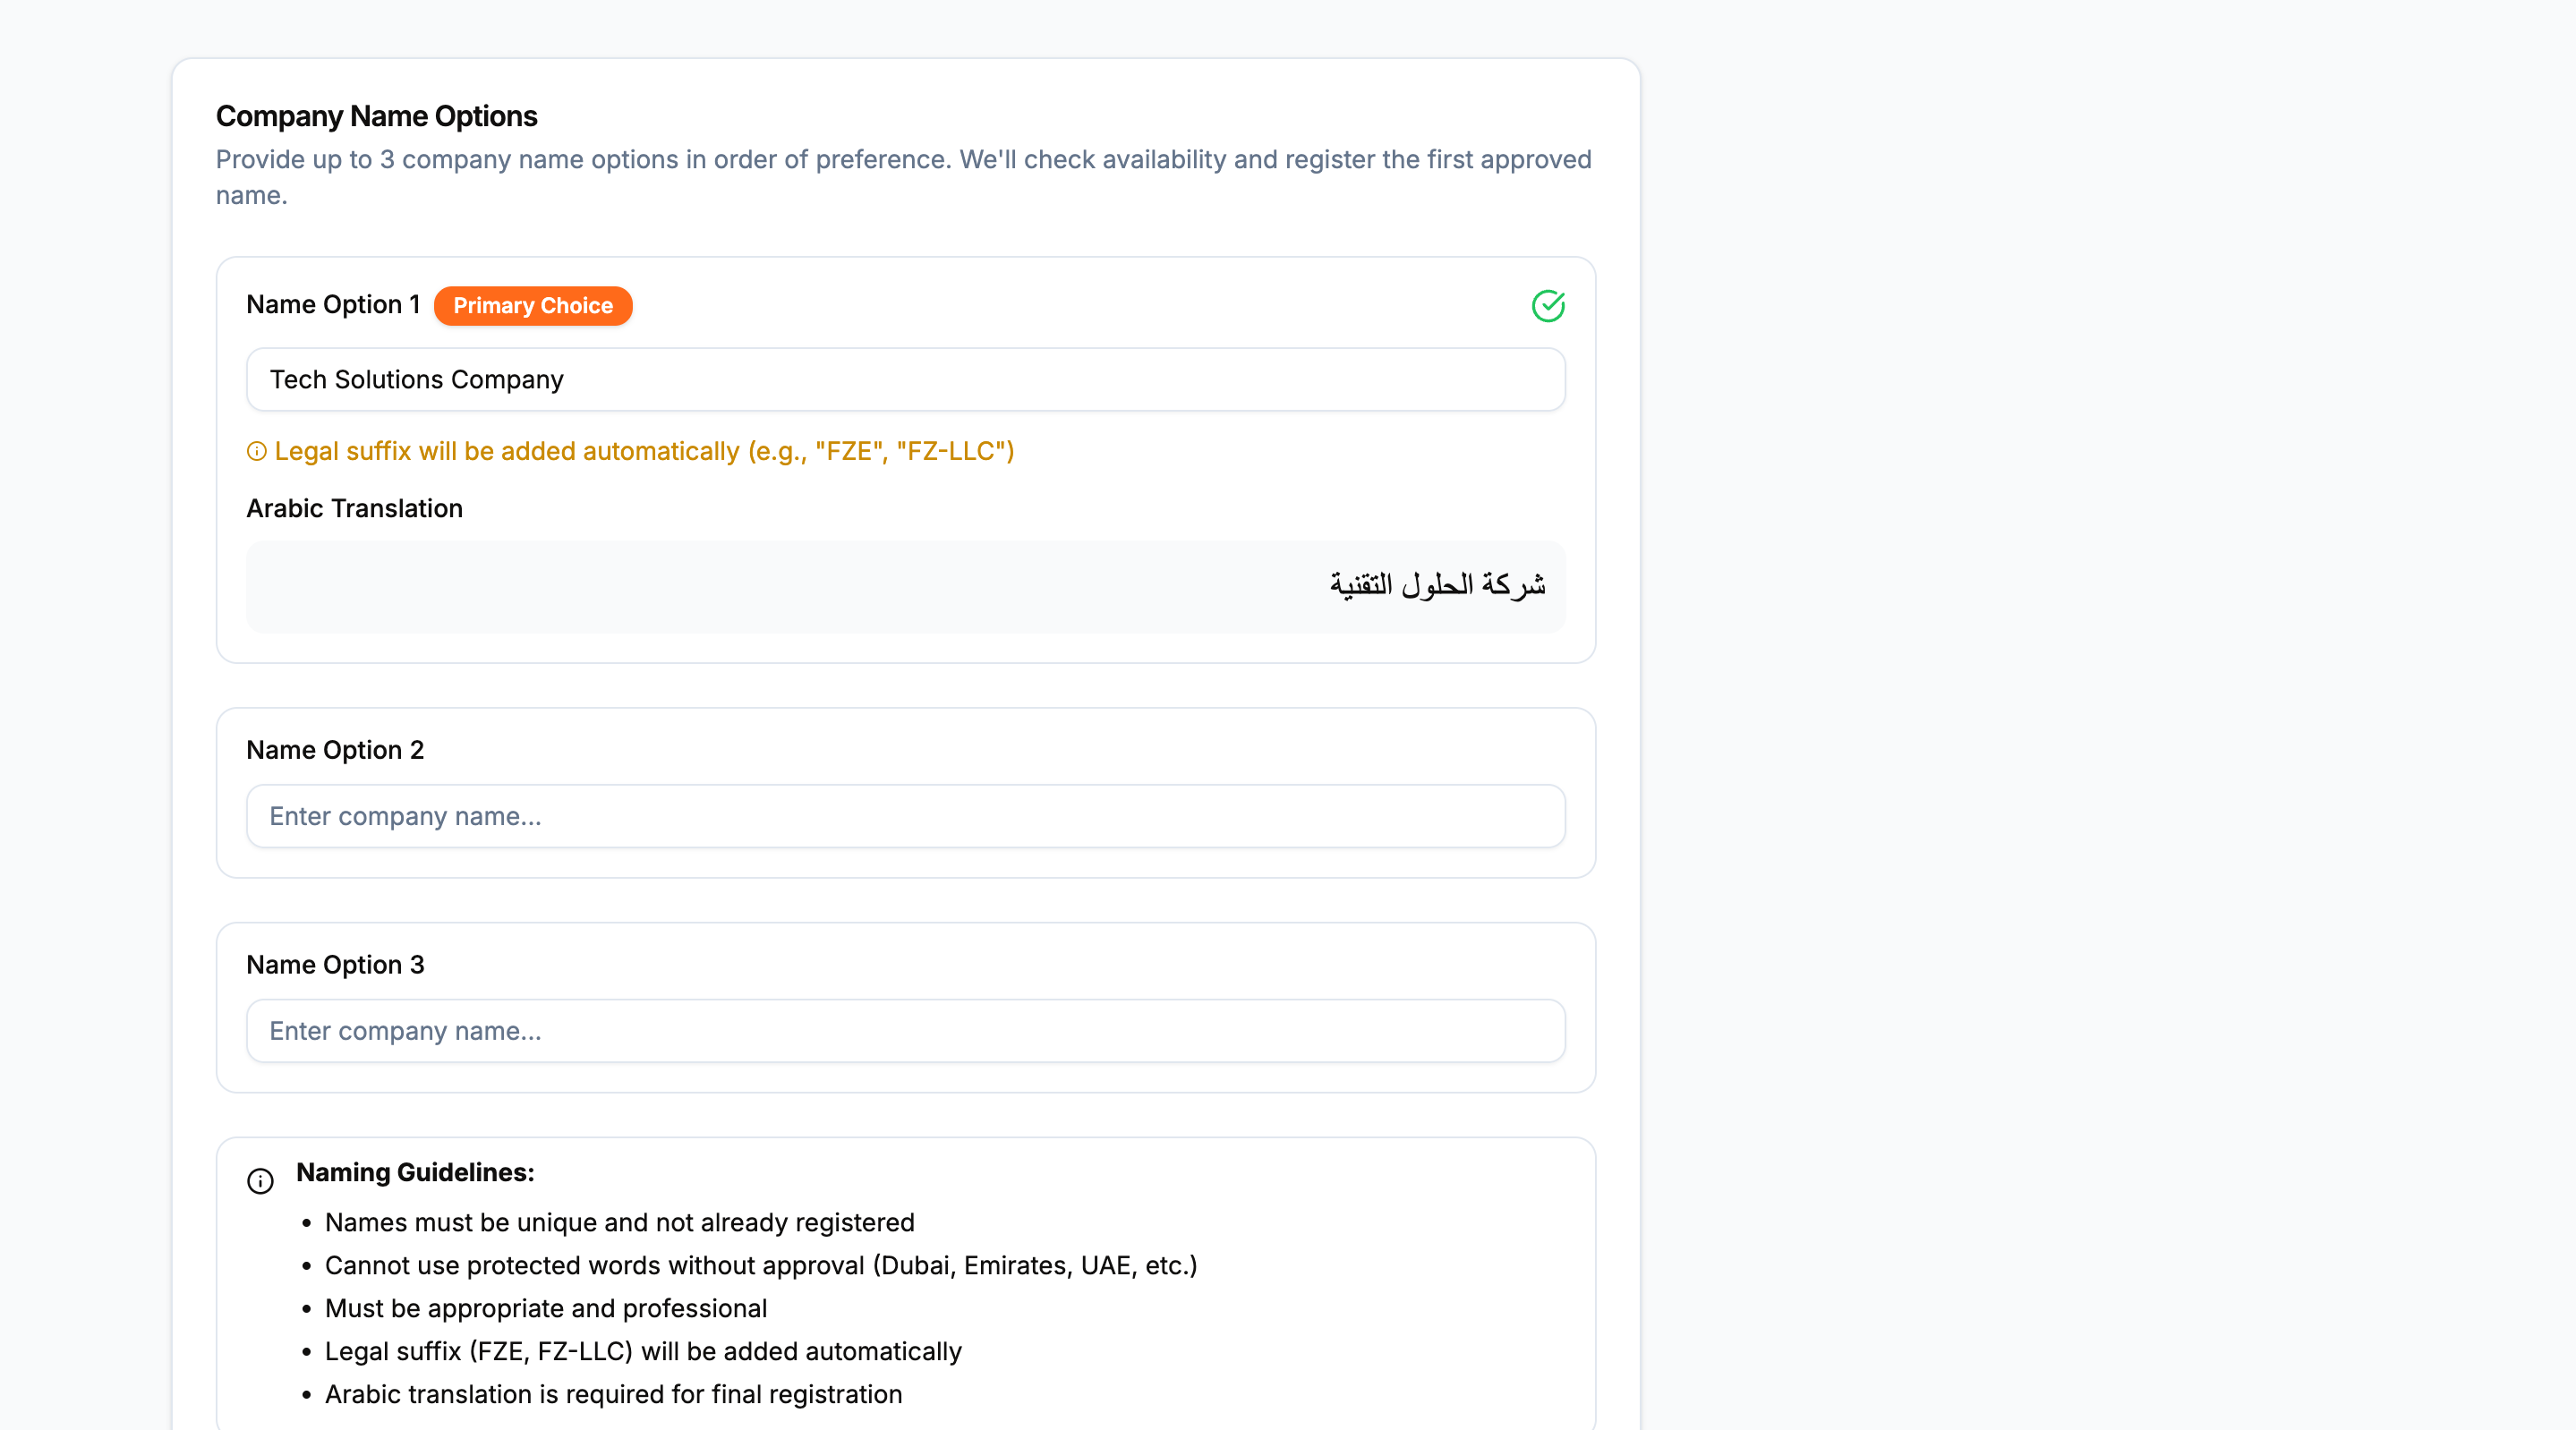 Company Name Options
Provide up to 3 company name options in order of preference. We'll check availability and register the first approved
name.
Name Option 1 Primary Choice
Tech Solutions Company
Legal suffix will be added automatically (e.g., "FZE", "FZ-LLC")
Arabic Translation
شركة الحلول التقنية
Name Option 2
Enter company name...
Name Option 3
Enter company name...
Naming Guidelines:
• Names must be unique and not already registered
• Cannot use protected words without approval (Dubai, Emirates, UAE, etc.)
• Must be appropriate and professional
• Legal suffix (FZE, FZ-LLC) will be added automatically
• Arabic translation is required for final registration